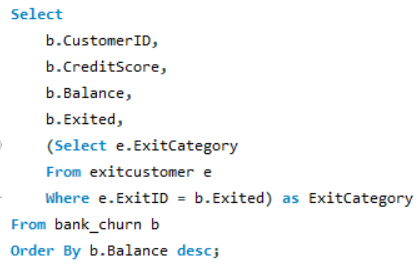 Select
b.CustomerID,
b.CreditScore,
b.Balance,
b.Exited,
(Select e.ExitCategory
From exitcustomer e
Where e.ExitID = b.Exited) as ExitCategory
From bank_churn b
Order By b.Balance desc;